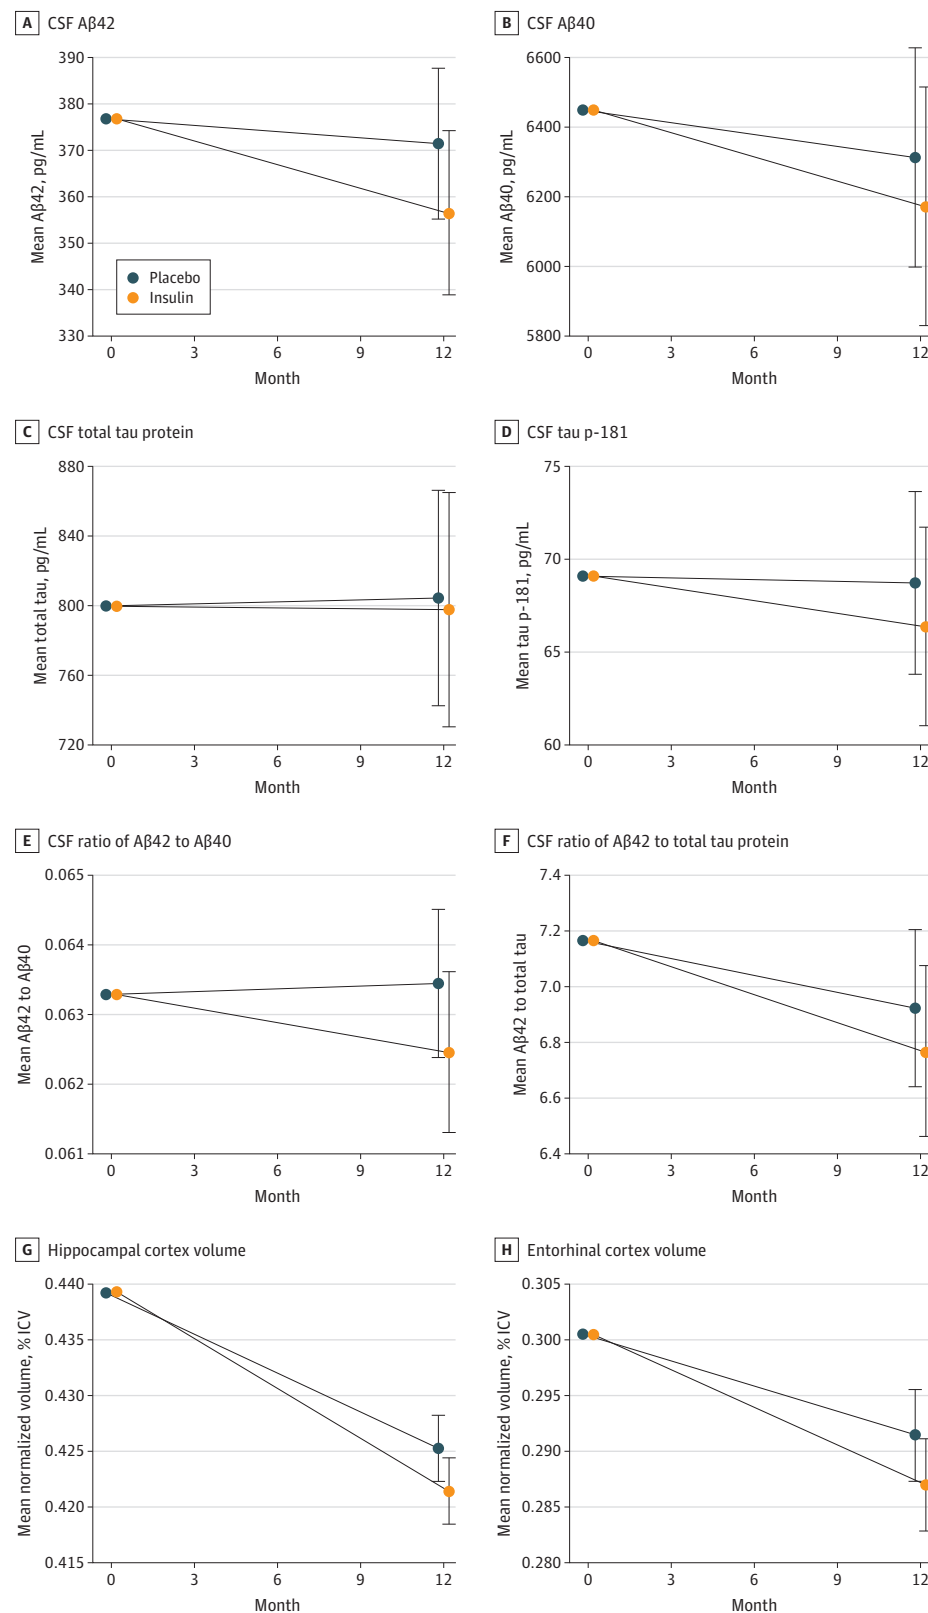 A CSF Aβ42
390
380
370
360
350
340
330
Mean Aβ42, pg/mL
Placebo
Insulin
0 3 6 9 12
Month
B CSF Aβ40
6600
6400
6200
6000
5800
Mean Aβ40, pg/mL
0 3 6 9 12
Month
C CSF total tau protein
880
840
800
760
720
Mean total tau, pg/mL
0 3 6 9 12
Month
D CSF tau p-181
75
70
65
60
Mean tau p-181, pg/mL
0 3 6 9 12
Month
E CSF ratio of Aβ42 to Aβ40
0.065
0.064
0.063
0.062
0.061
Mean Aβ42 to Aβ40
0 3 6 9 12
Month
F CSF ratio of Aβ42 to total tau protein
7.4
7.2
7.0
6.8
6.6
6.4
Mean Aβ42 to total tau
0 3 6 9 12
Month
G Hippocampal cortex volume
0.440
0.435
0.430
0.425
0.420
0.415
Mean normalized volume, % ICV
0 3 6 9 12
Month
H Entorhinal cortex volume
0.305
0.300
0.295
0.290
0.285
0.280
Mean normalized volume, % ICV
0 3 6 9 12
Month